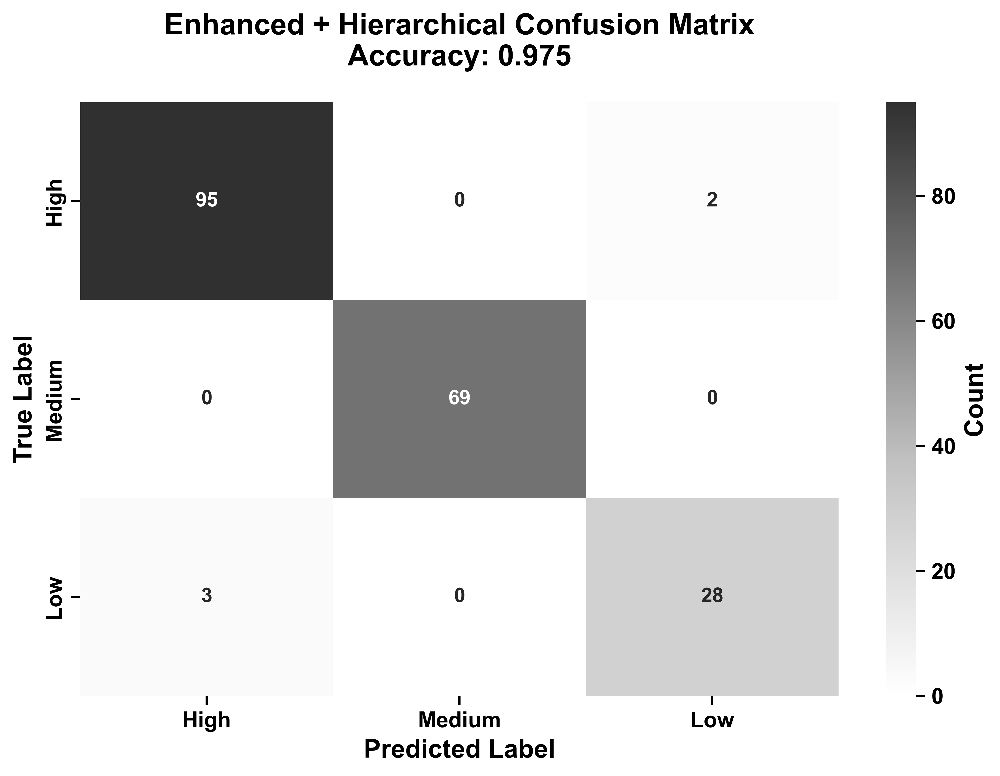 Enhanced + Hierarchical Confusion Matrix
Accuracy: 0.975
True Label
High
95
0
2
Medium
0
69
0
Low
3
0
28
High
Medium
Low
Predicted Label
80
60
40
20
0
Count